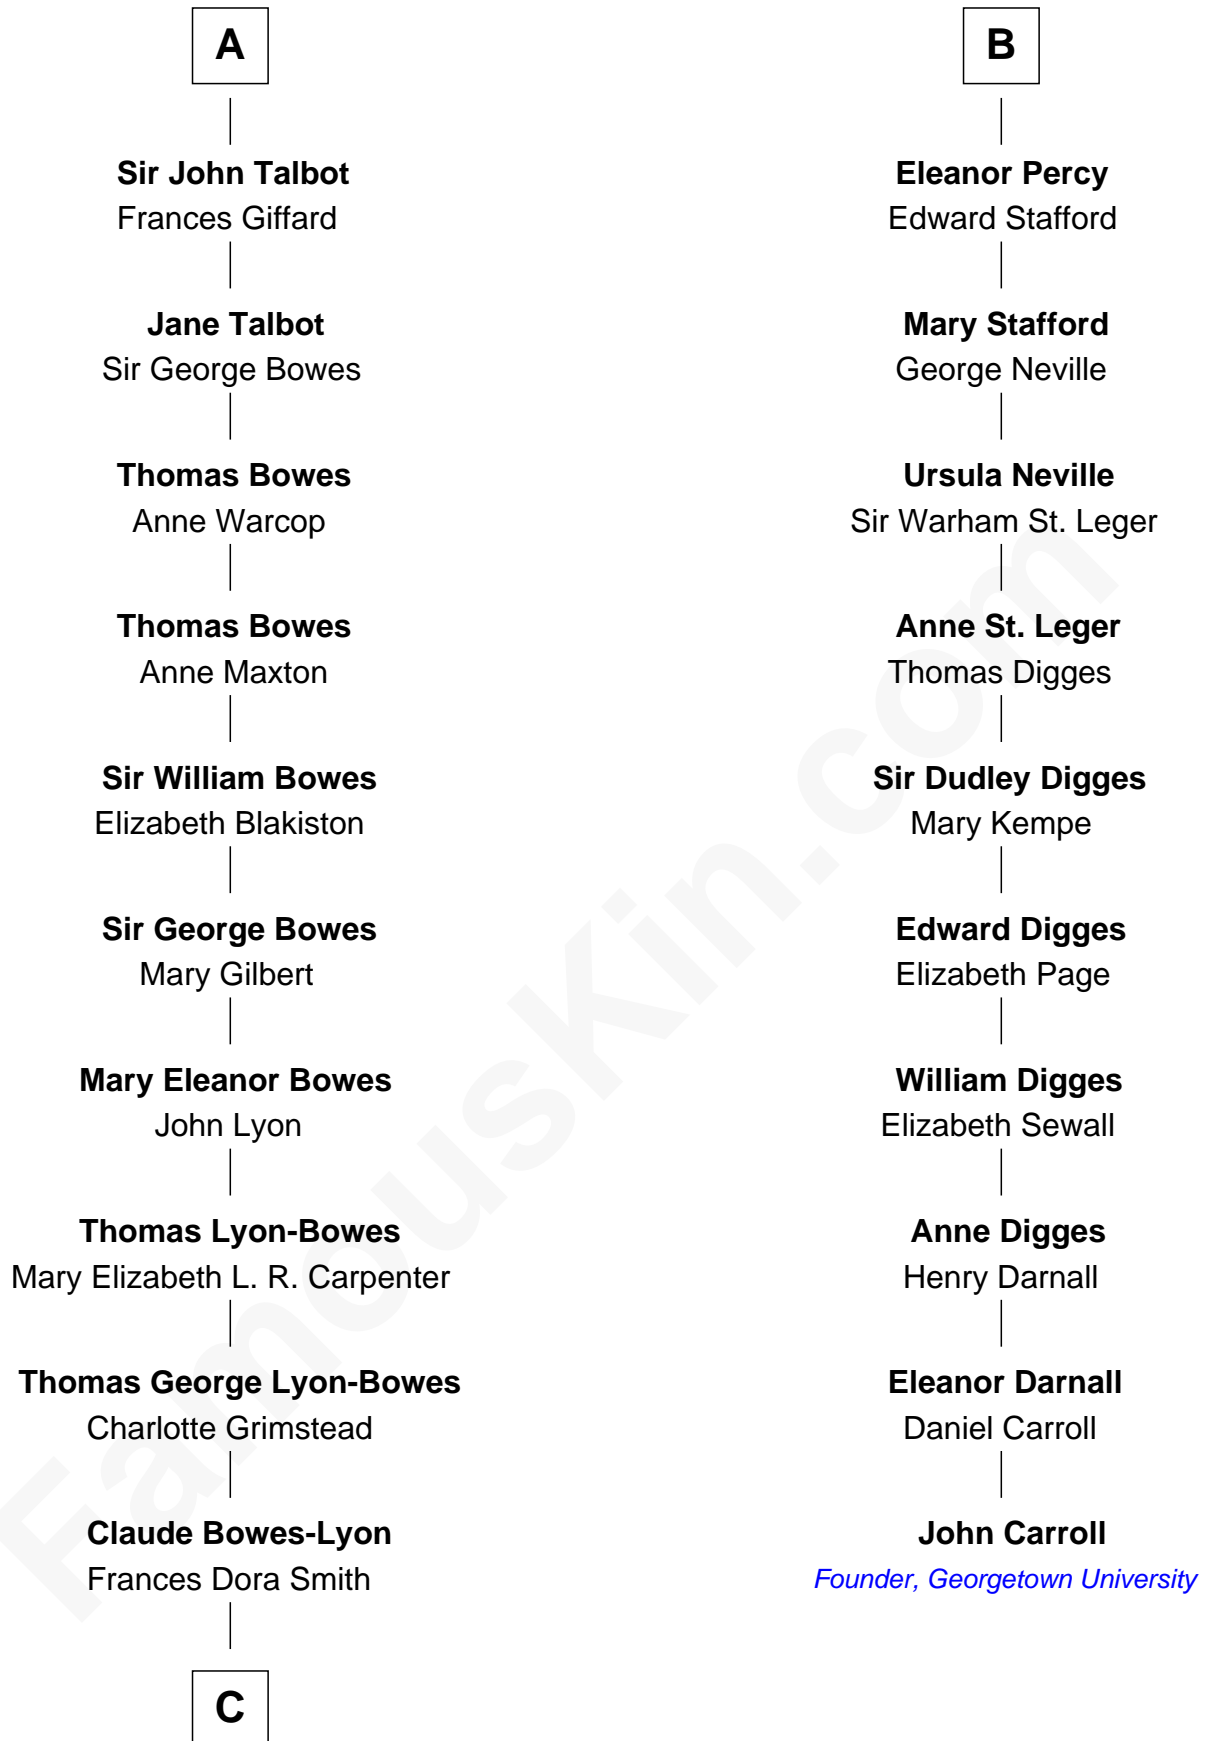 A
Sir John Talbot
Frances Giffard
Jane Talbot
Sir George Bowes
Thomas Bowes
Anne Warcop
Thomas Bowes
Anne Maxton
Sir William Bowes
Elizabeth Blakiston
Sir George Bowes
Mary Gilbert
Mary Eleanor Bowes
John Lyon
Thomas Lyon-Bowes
Mary Elizabeth L. R. Carpenter
Thomas George Lyon-Bowes
Charlotte Grimstead
Claude Bowes-Lyon
Frances Dora Smith
C
B
Eleanor Percy
Edward Stafford
Mary Stafford
George Neville
Ursula Neville
Sir Warham St. Leger
Anne St. Leger
Thomas Digges
Sir Dudley Digges
Mary Kempe
Edward Digges
Elizabeth Page
William Digges
Elizabeth Sewall
Anne Digges
Henry Darnall
Eleanor Darnall
Daniel Carroll
John Carroll
Founder, Georgetown University
FamousKin.com